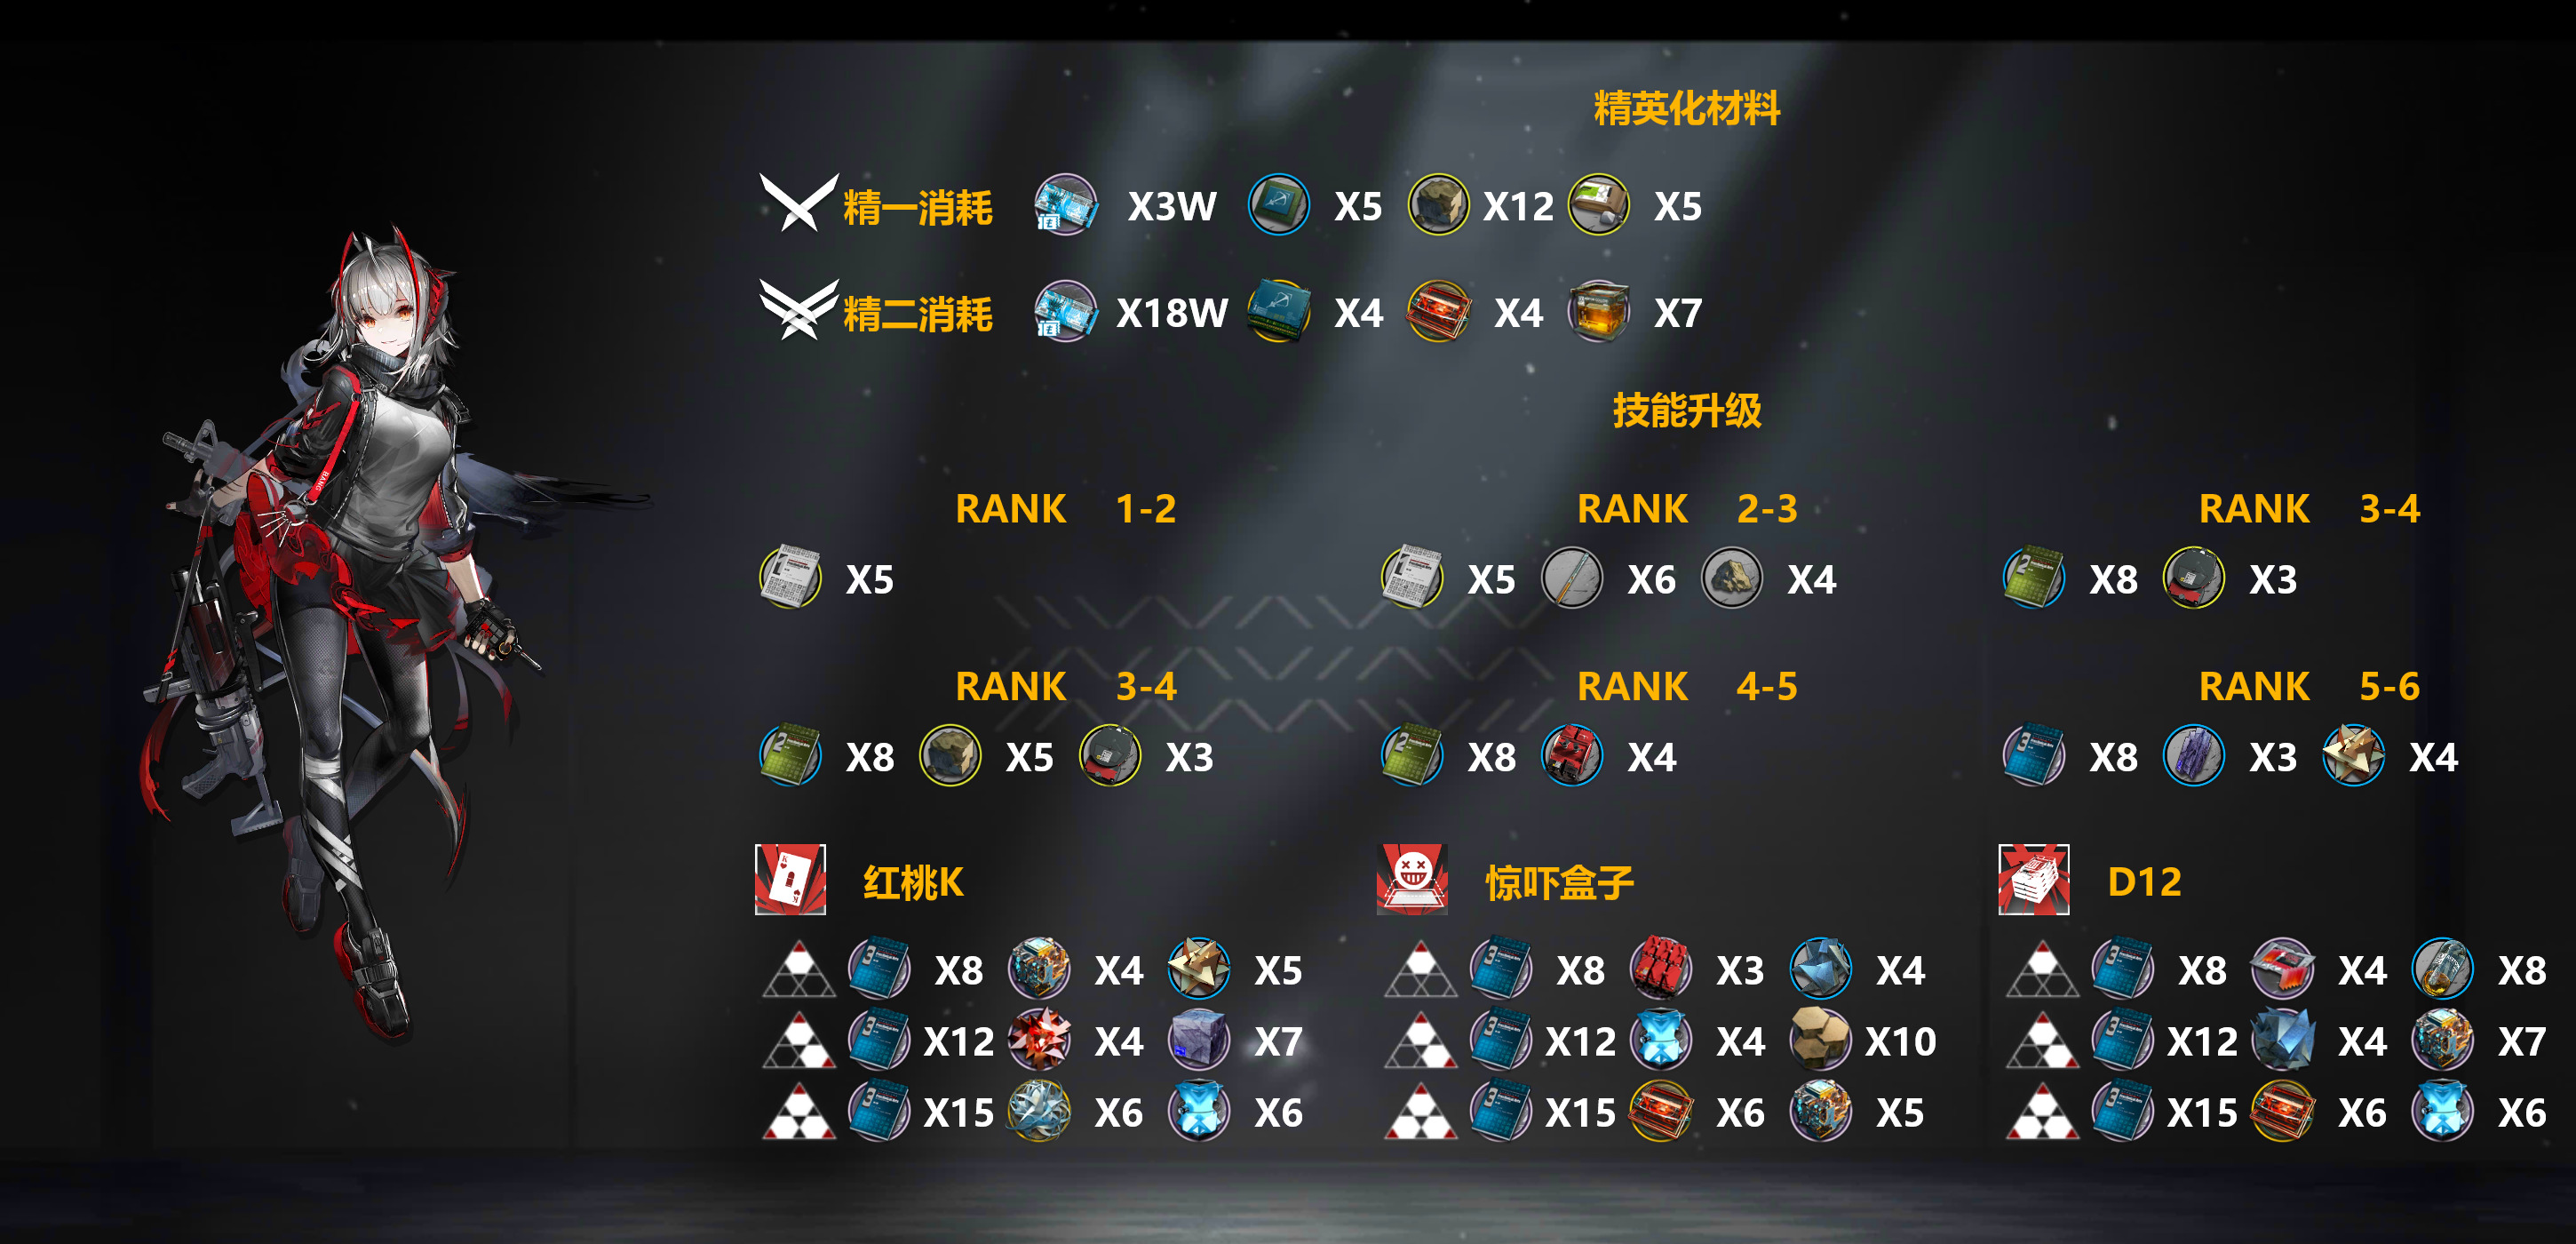 精英化材料
精一消耗 X3W X5 X12 X5
精二消耗 X18W X4 X4 X7
技能升级
RANK 1-2 RANK 2-3 RANK 3-4
X5 X5 X6 X4 X8 X3
RANK 3-4 RANK 4-5 RANK 5-6
X8 X5 X3 X8 X4 X8 X3 X4
红桃K 惊吓盒子 D12
X8 X4 X5 X8 X3 X4 X8 X4 X8
X12 X4 X7 X12 X4 X10 X12 X4 X7
X15 X6 X6 X15 X6 X5 X15 X6 X6